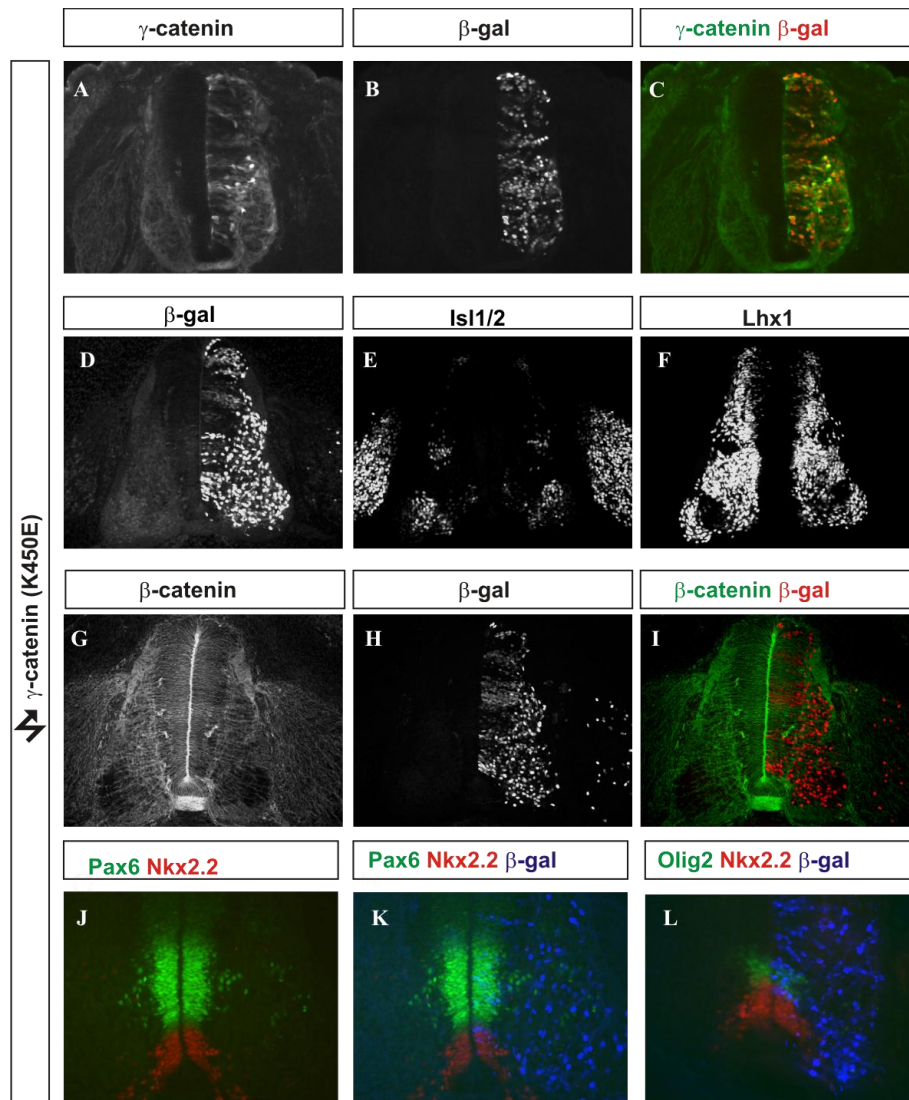 γ-catenin
β-gal
γ-catenin β-gal
A
B
C
β-gal
Isl1/2
Lhx1
D
E
F
γ-catenin (K450E)
β-catenin
β-gal
β-catenin β-gal
G
H
I
Pax6 Nkx2.2
Pax6 Nkx2.2 β-gal
Olig2 Nkx2.2 β-gal
J
K
L